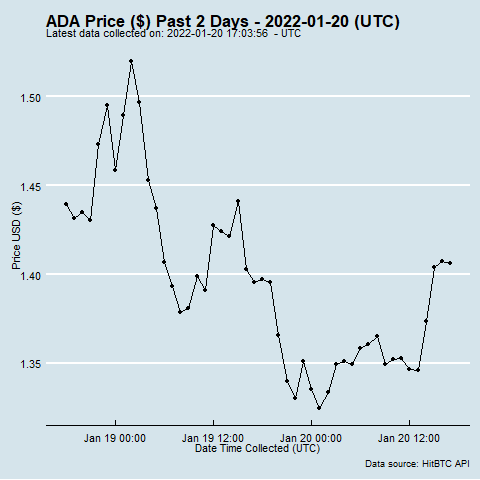 ADA Price ($) Past 2 Days - 2022-01-20 (UTC)
Latest data collected on: 2022-01-20 17:03:56 - UTC
Price USD ($)
1.50
1.45
1.40
1.35
Jan 19 00:00 Jan 19 12:00 Jan 20 00:00 Jan 20 12:00
Date Time Collected (UTC)
Data source: HitBTC API